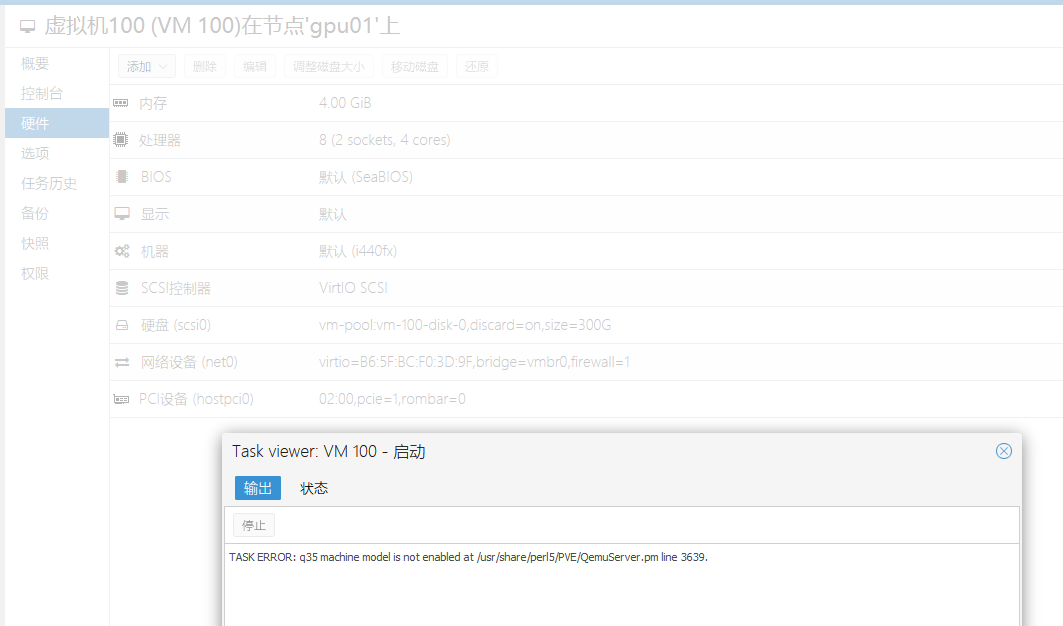 虚拟机100 (VM 100)在节点'gpu01'上
概要
控制台
硬件
选项
任务历史
备份
快照
权限
添加 删除 编辑 调整磁盘大小 移动磁盘 还原
内存 4.00 GiB
处理器 8 (2 sockets, 4 cores)
BIOS 默认 (SeaBIOS)
显示 默认
机器 默认 (i440fx)
SCSI控制器 VirtIO SCSI
硬盘 (scsi0) vm-pool:vm-100-disk-0,discard=on,size=300G
网络设备 (net0) virtio=B6:5F:BC:F0:3D:9F,bridge=vmbr0,firewall=1
PCI设备 (hostpci0) 02:00,pcie=1,rombar=0
Task viewer: VM 100 - 启动
输出 状态
停止
TASK ERROR: q35 machine model is not enabled at /usr/share/perl5/PVE/QemuServer.pm line 3639.